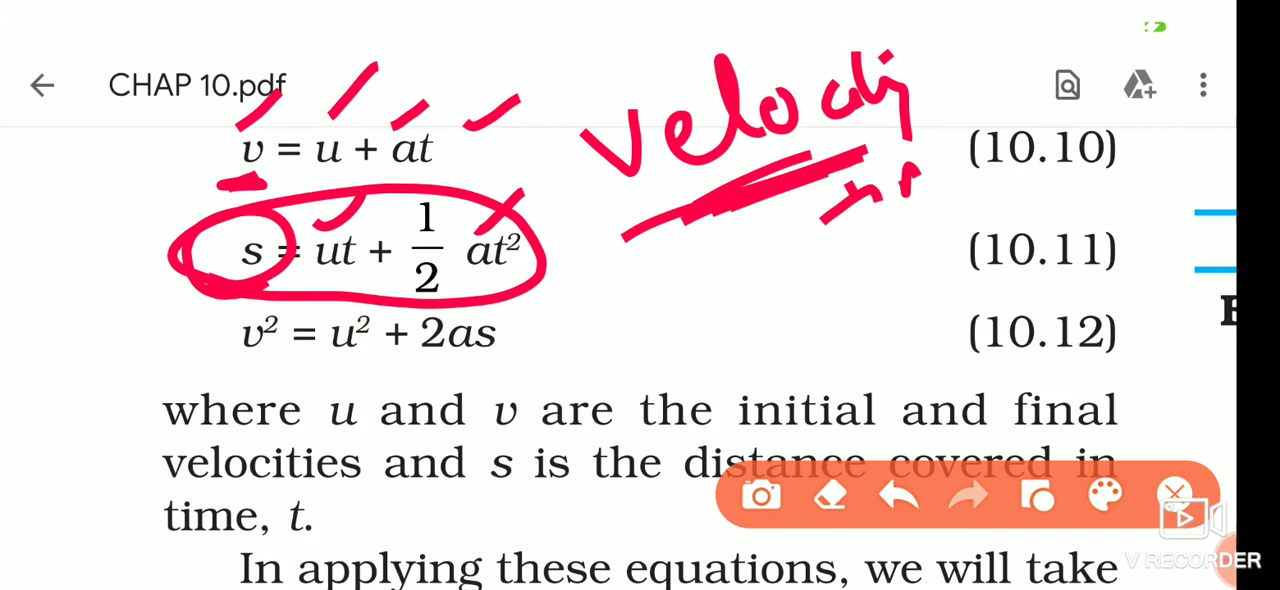 CHAP 10.pdf
v = u + at (10.10)
s = ut + 1/2 at² (10.11)
v² = u² + 2as (10.12)
where u and v are the initial and final
velocities and s is the distance covered in
time, t.
In applying these equations, we will take
V RECORDER